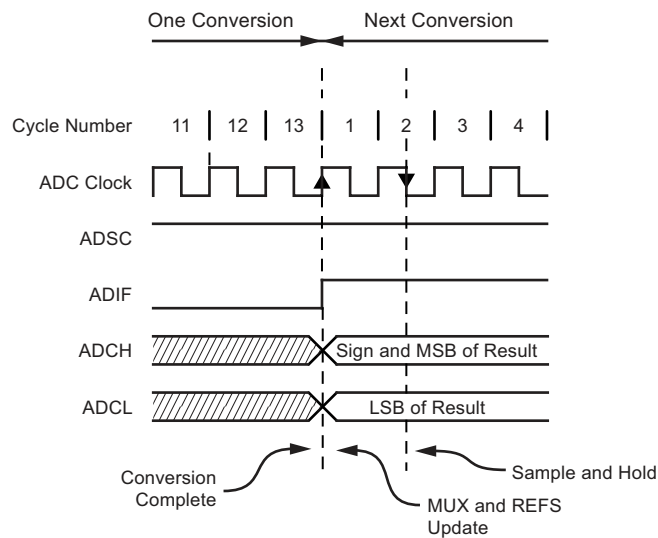 One Conversion Next Conversion
Cycle Number 11 12 13 1 2 3 4
ADC Clock
ADSC
ADIF
ADCH Sign and MSB of Result
ADCL LSB of Result
Conversion
Complete
MUX and REFS
Update
Sample and Hold